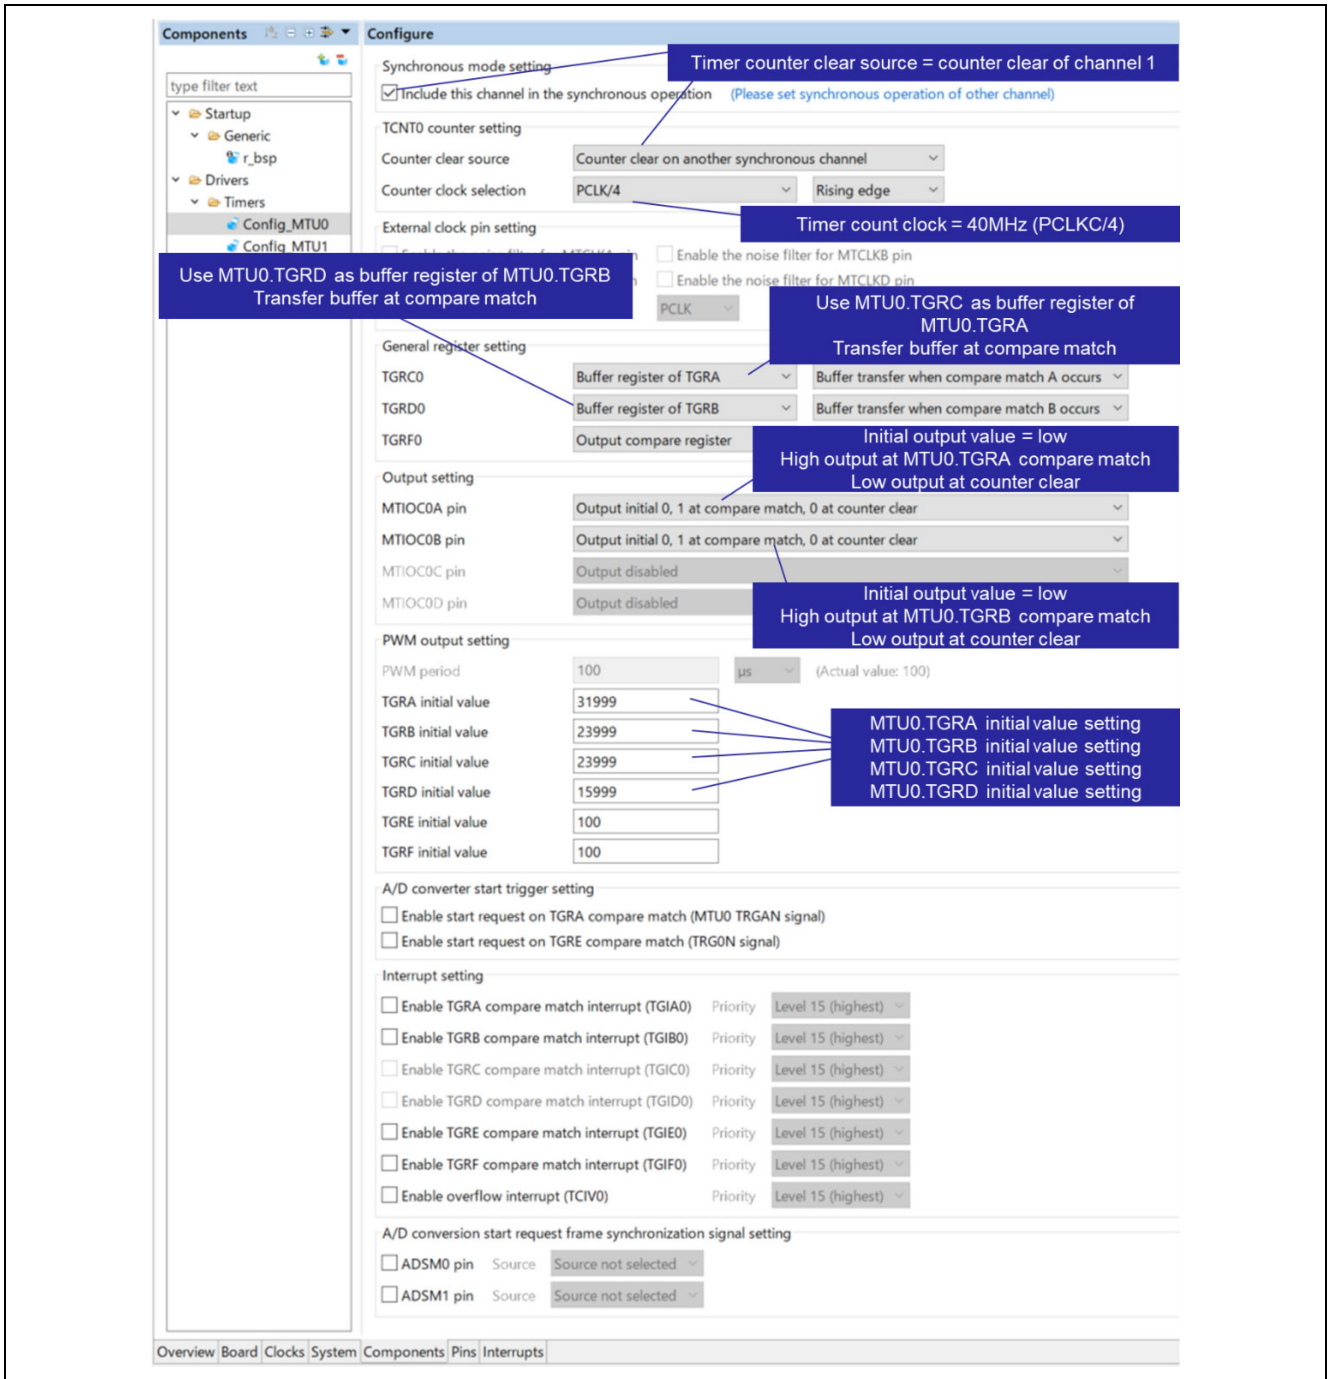 Components
Configure
type filter text
Startup
Generic
r_bsp
Drivers
Timers
Config_MTU0
Config_MTU1
Synchronous mode setting
Timer counter clear source = counter clear of channel 1
Include this channel in the synchronous operation (Please set synchronous operation of other channel)
TCNT0 counter setting
Counter clear source Counter clear on another synchronous channel
Counter clock selection PCLK/4 Rising edge
Timer count clock = 40MHz (PCLKC/4)
External clock pin setting
Enable the noise filter for MTCLKB pin
Enable the noise filter for MTCLKD pin
PCLK
Use MTU0.TGRD as buffer register of MTU0.TGRB
Transfer buffer at compare match
Use MTU0.TGRC as buffer register of
MTU0.TGRA
Transfer buffer at compare match
General register setting
TGRC0 Buffer register of TGRA Buffer transfer when compare match A occurs
TGRD0 Buffer register of TGRB Buffer transfer when compare match B occurs
TGRF0 Output compare register
Initial output value = low
High output at MTU0.TGRA compare match
Low output at counter clear
Output setting
MTIOC0A pin Output initial 0, 1 at compare match, 0 at counter clear
MTIOC0B pin Output initial 0, 1 at compare match, 0 at counter clear
MTIOC0C pin Output disabled
MTIOC0D pin Output disabled
Initial output value = low
High output at MTU0.TGRB compare match
Low output at counter clear
PWM output setting
PWM period 100 μs (Actual value: 100)
TGRA initial value 31999
TGRB initial value 23999
TGRC initial value 23999
TGRD initial value 15999
TGRE initial value 100
TGRF initial value 100
MTU0.TGRA initial value setting
MTU0.TGRB initial value setting
MTU0.TGRC initial value setting
MTU0.TGRD initial value setting
A/D converter start trigger setting
Enable start request on TGRA compare match (MTU0 TRGAN signal)
Enable start request on TGRE compare match (TRG0N signal)
Interrupt setting
Enable TGRA compare match interrupt (TGIA0) Priority Level 15 (highest)
Enable TGRB compare match interrupt (TGIB0) Priority Level 15 (highest)
Enable TGRC compare match interrupt (TGIC0) Priority Level 15 (highest)
Enable TGRD compare match interrupt (TGID0) Priority Level 15 (highest)
Enable TGRE compare match interrupt (TGIE0) Priority Level 15 (highest)
Enable TGRF compare match interrupt (TGIF0) Priority Level 15 (highest)
Enable overflow interrupt (TCIV0) Priority Level 15 (highest)
A/D conversion start request frame synchronization signal setting
ADSM0 pin Source Source not selected
ADSM1 pin Source Source not selected
Overview Board Clocks System Components Pins Interrupts